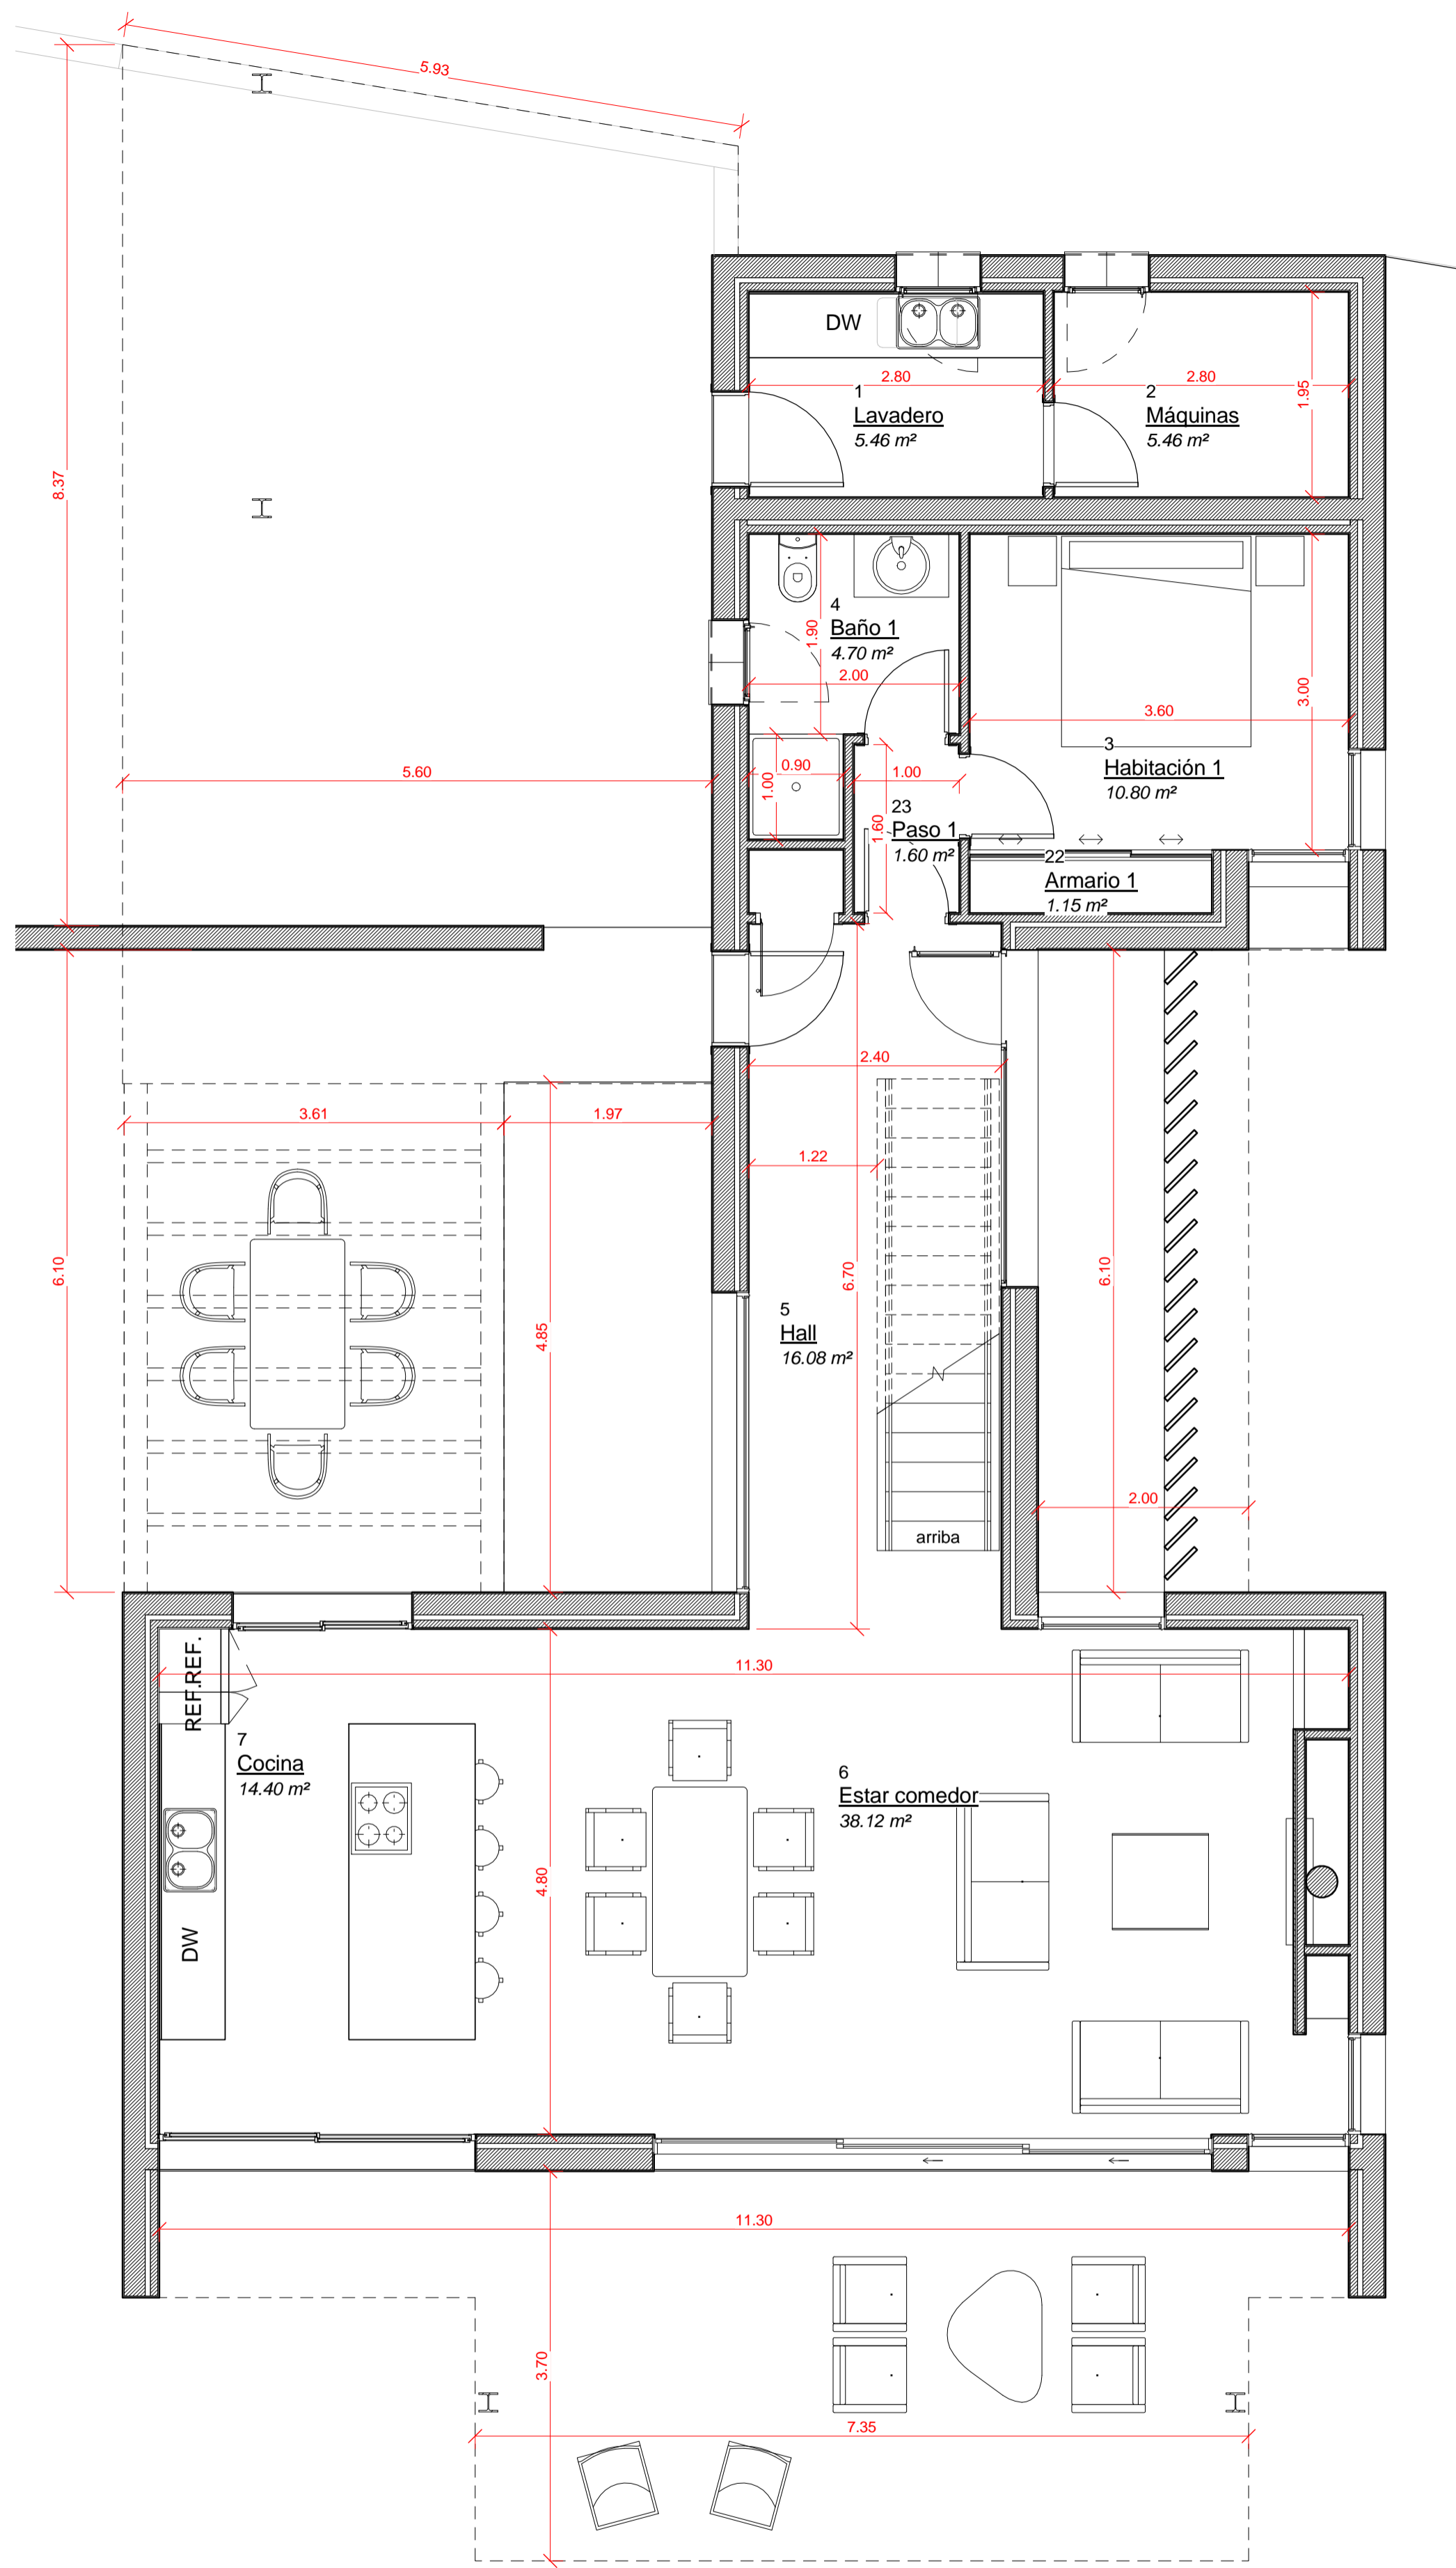 5.93
8.37
DW
2.80
2.80
1.95
1
Lavadero
5.46 m²
2
Máquinas
5.46 m²
4
Baño 1
4.70 m²
1.90
2.00
3.60
3.00
3
Habitación 1
10.80 m²
5.60
0.90
1.00
1.00
23
Paso 1
1.60 m²
1.60
22
Armario 1
1.15 m²
2.40
3.61
1.97
1.22
6.10
4.85
6.70
6.10
5
Hall
16.08 m²
2.00
arriba
REF.REF.
11.30
7
Cocina
14.40 m²
6
Estar comedor
38.12 m²
4.80
DW
11.30
3.70
7.35